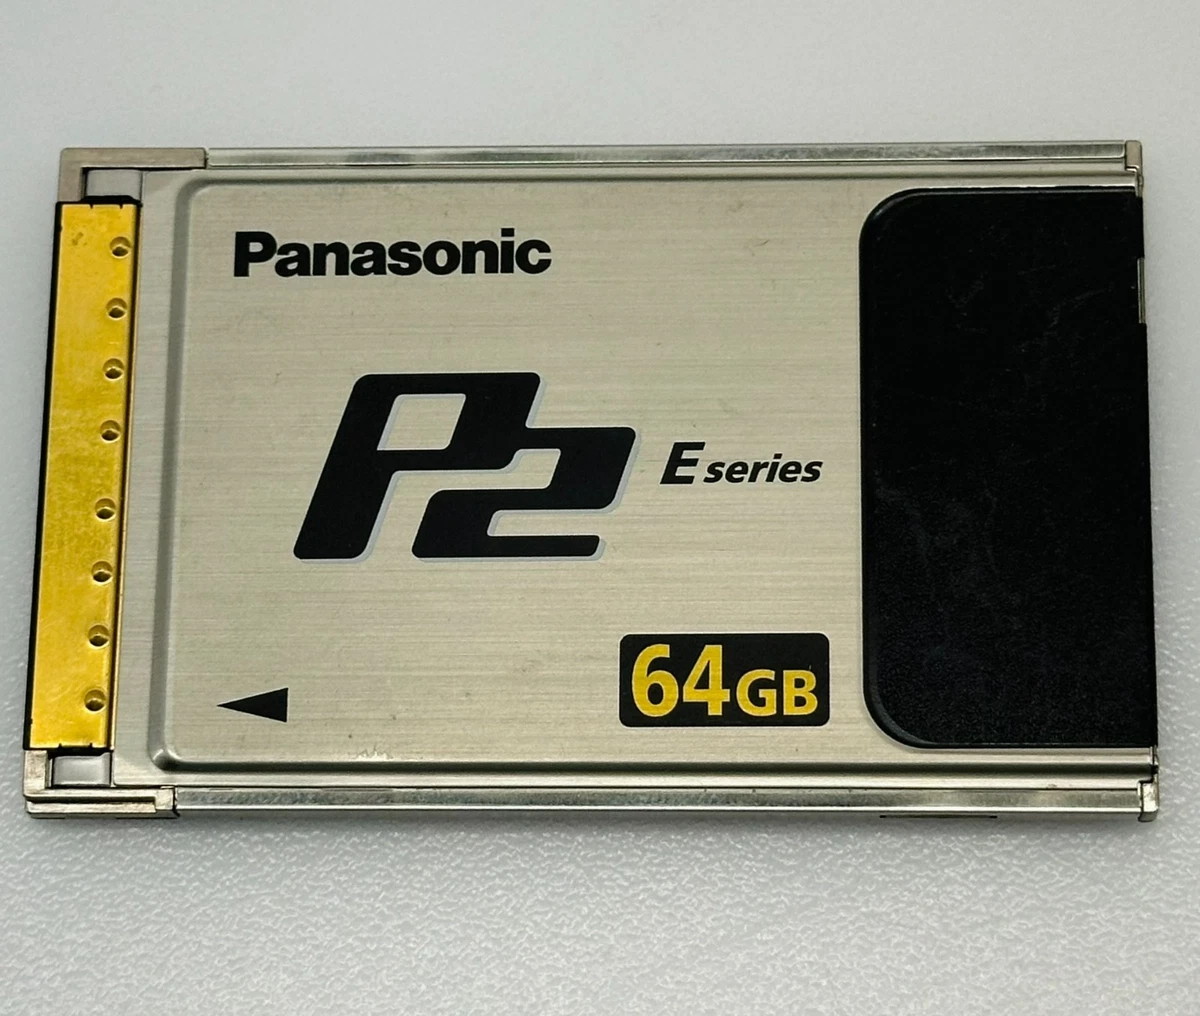 Panasonic
P2 E series
64GB